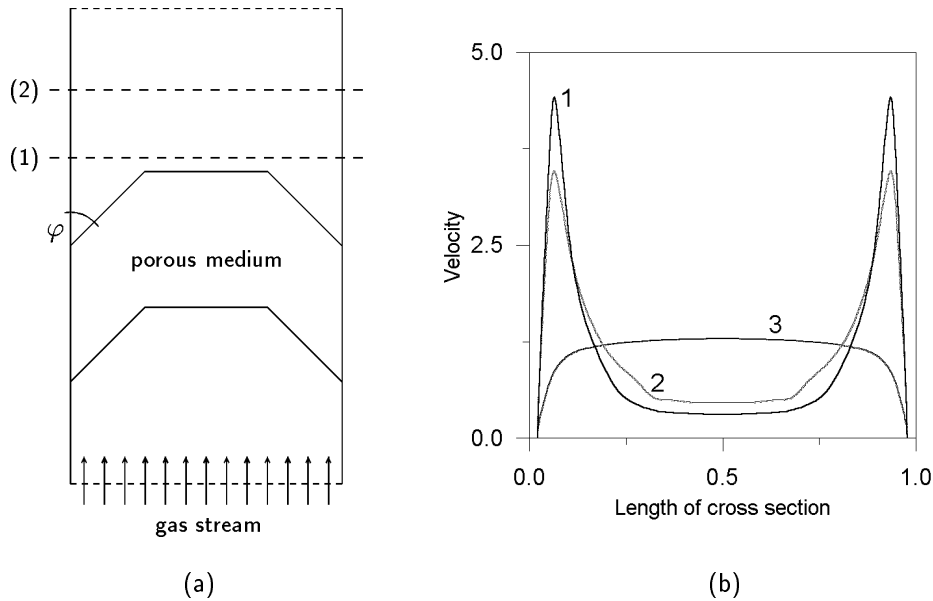 (2)
(1)
φ
porous medium
gas stream
(a)
5.0
2.5
0.0
Velocity
1
2
3
0.0
0.5
1.0
Length of cross section
(b)